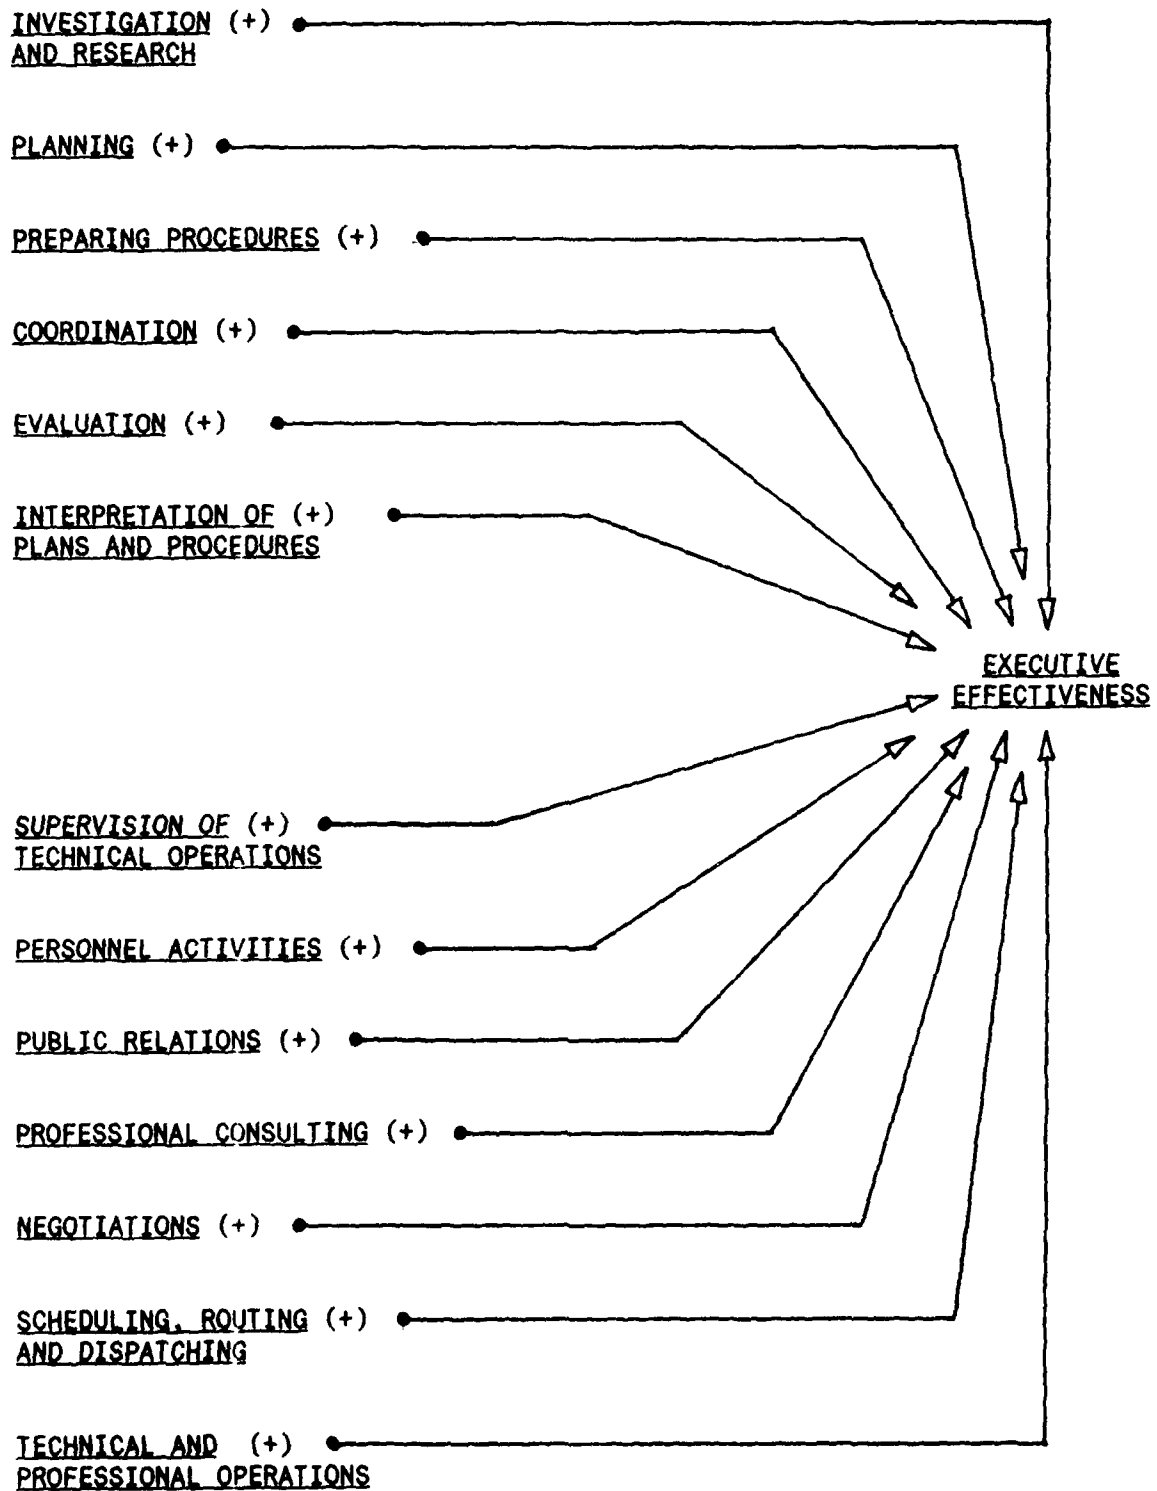 INVESTIGATION (+)
AND RESEARCH
PLANNING (+)
PREPARING PROCEDURES (+)
COORDINATION (+)
EVALUATION (+)
INTERPRETATION OF (+)
PLANS AND PROCEDURES
EXECUTIVE
EFFECTIVENESS
SUPERVISION OF (+)
TECHNICAL OPERATIONS
PERSONNEL ACTIVITIES (+)
PUBLIC RELATIONS (+)
PROFESSIONAL CONSULTING (+)
NEGOTIATIONS (+)
SCHEDULING, ROUTING (+)
AND DISPATCHING
TECHNICAL AND (+)
PROFESSIONAL OPERATIONS